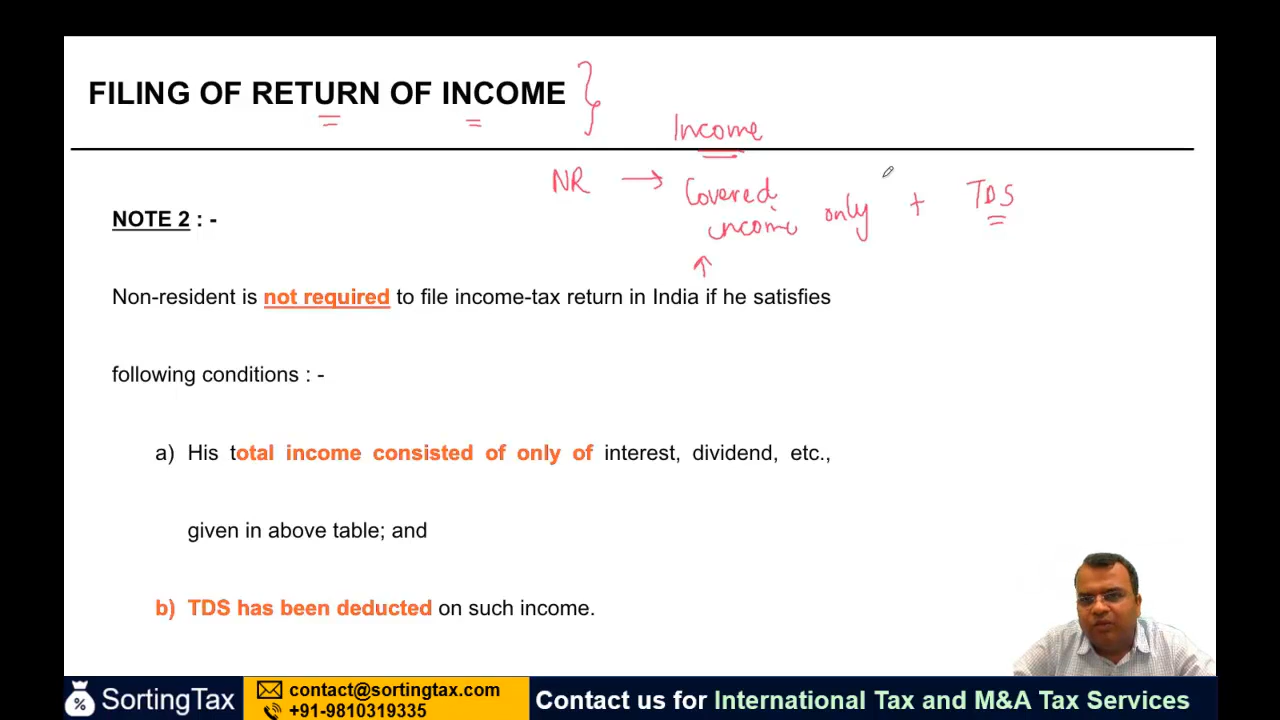 FILING OF RETURN OF INCOME
Income
NR → Covered income only + TDS
NOTE 2 : -
Non-resident is not required to file income-tax return in India if he satisfies
following conditions : -
a) His total income consisted of only of interest, dividend, etc.,
given in above table; and
b) TDS has been deducted on such income.
SortingTax
contact@sortingtax.com
+91-9810319335
Contact us for International Tax and M&A Tax Services